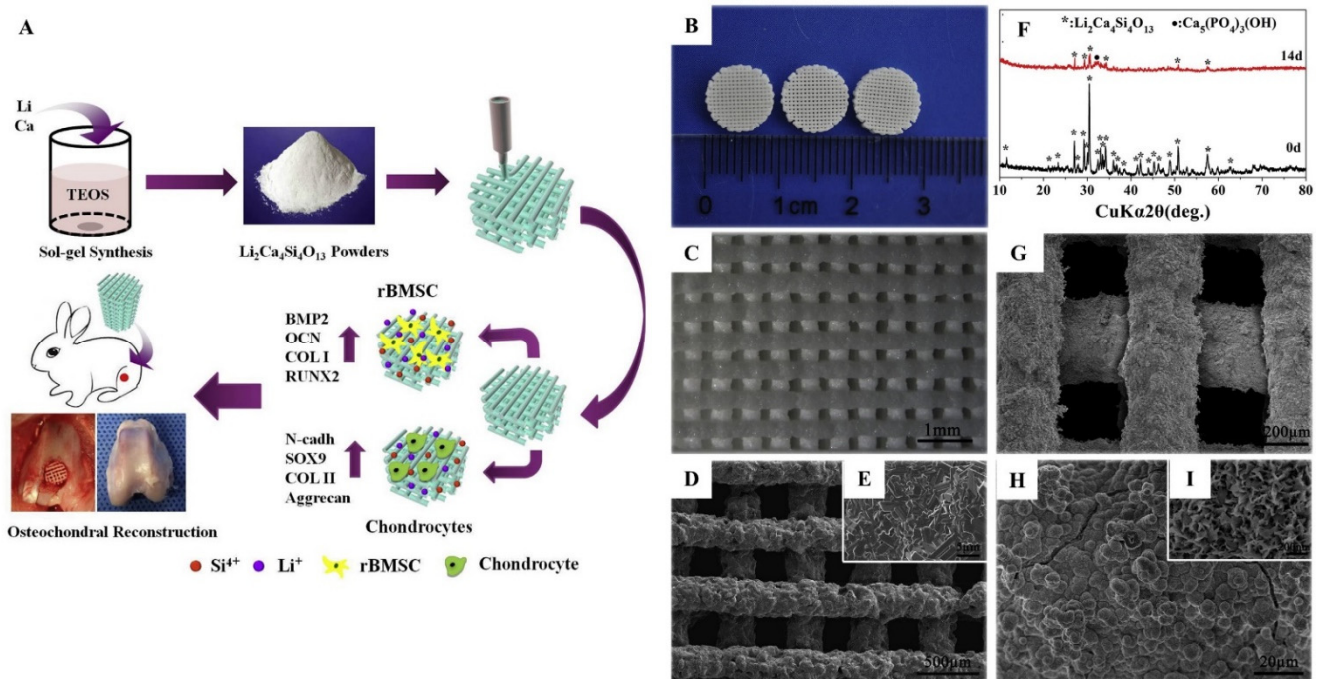 A
Li
Ca
TEOS
Sol-gel Synthesis
Li₂Ca₄Si₄O₁₃ Powders
rBMSC
BMP2
OCN
COL I
RUNX2
N-cadh
SOX9
COL II
Aggrecan
Chondrocytes
Osteochondral Reconstruction
Si⁴⁺ Li⁺ rBMSC Chondrocyte
B
0 1cm 2 3
C
1mm
D
500μm
E
5μm
F
*:Li₂Ca₄Si₄O₁₃ •:Ca₅(PO₄)₃(OH)
14d
0d
10 20 30 40 50 60 70 80
CuKα2θ(deg.)
G
200μm
H
20μm
I